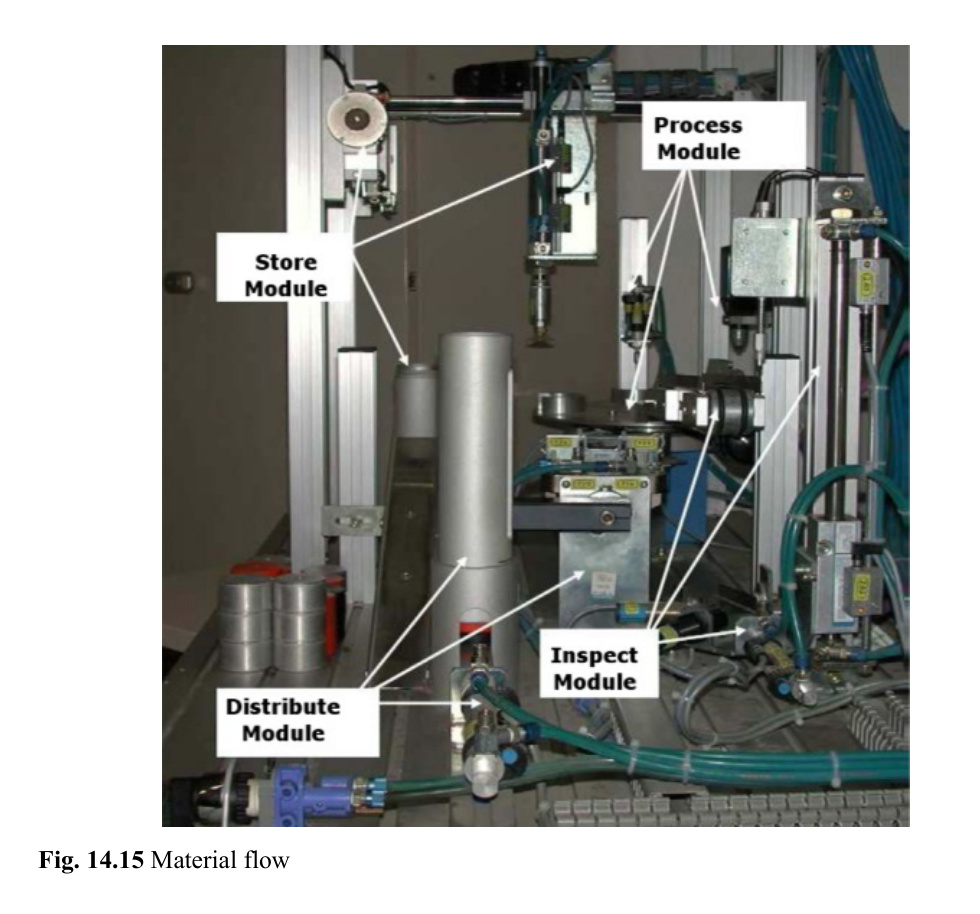 Process
Module
Store
Module
Inspect
Module
Distribute
Module
Fig. 14.15 Material flow